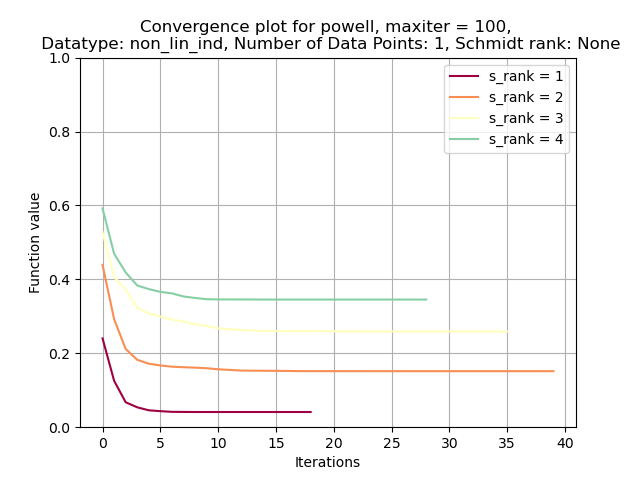 Convergence plot for powell, maxiter = 100,
Datatype: non_lin_ind, Number of Data Points: 1, Schmidt rank: None
1.0
0.8
0.6
0.4
0.2
0.0
Function value
s_rank = 1
s_rank = 2
s_rank = 3
s_rank = 4
0 5 10 15 20 25 30 35 40
Iterations